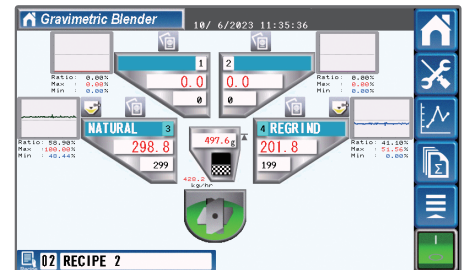 Gravimetric Blender
10/ 6/2023 11:35:36
1
2
Ratio: 0.00%
Max : 0.00%
Min : 0.00%
0.0
0
0.0
0
Ratio: 0.00%
Max : 0.00%
Min : 0.00%
NATURAL 3
298.8
299
Ratio: 58.90%
Max :100.00%
Min : 48.44%
497.6g
4 REGRIND
201.8
199
Ratio: 41.10%
Max : 51.56%
Min : 0.00%
428.2
kg/hr
Σ
I
02 RECIPE 2